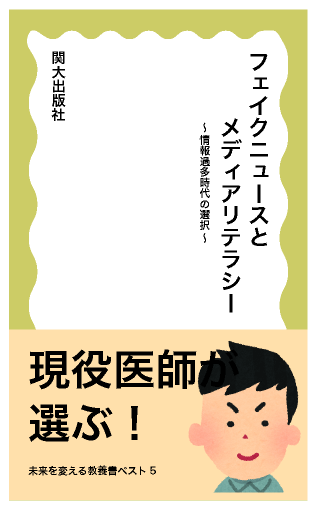 フェイクニュースと
メディアリテラシー
～情報過多時代の選択～
関大出版社
現役医師が
選ぶ！
未来を変える教養書ベスト5